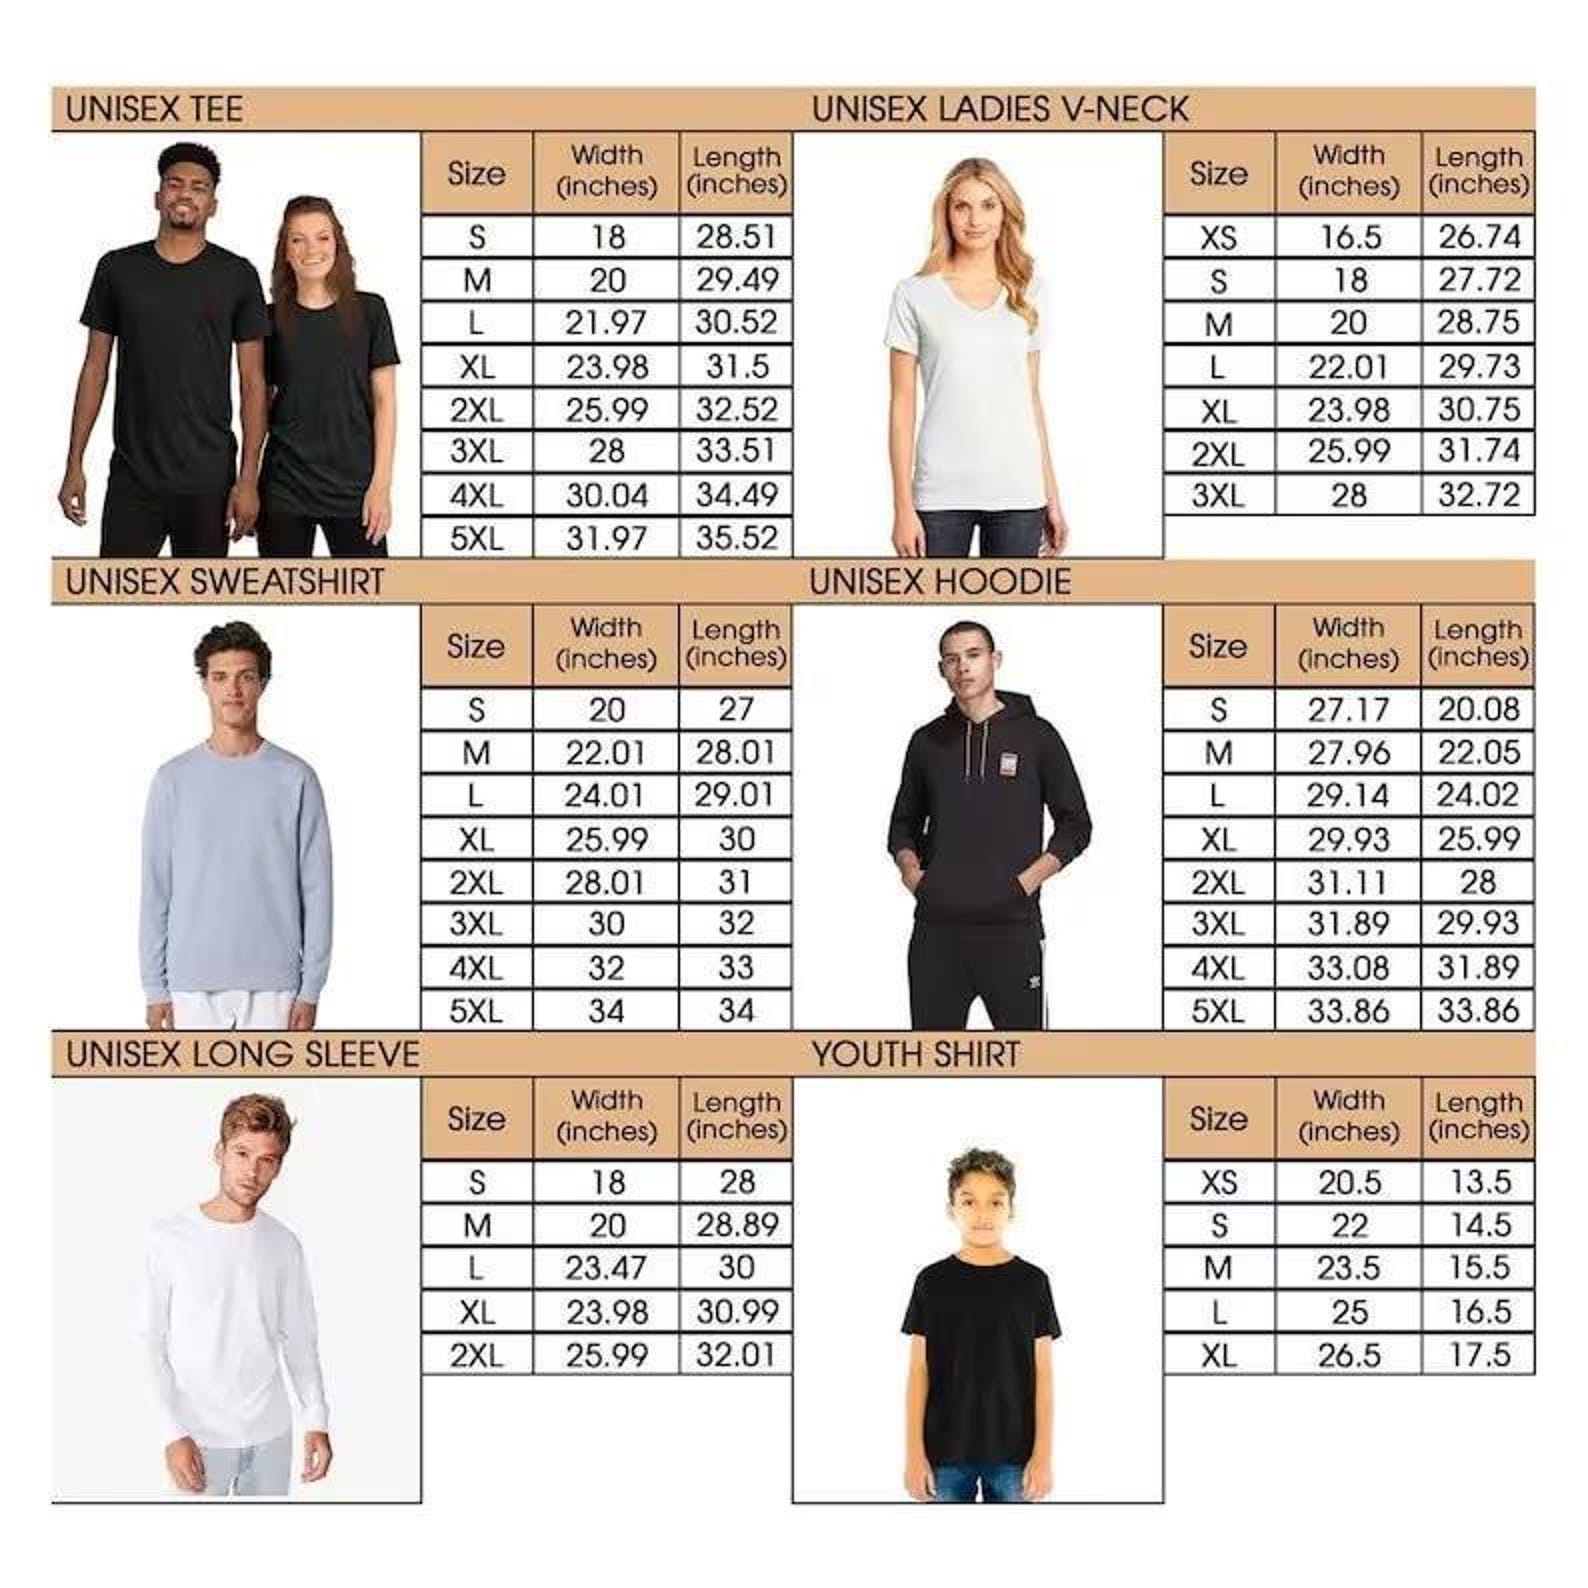 UNISEX TEE
Size Width (inches) Length (inches)
S 18 28.51
M 20 29.49
L 21.97 30.52
XL 23.98 31.5
2XL 25.99 32.52
3XL 28 33.51
4XL 30.04 34.49
5XL 31.97 35.52
UNISEX LADIES V-NECK
Size Width (inches) Length (inches)
XS 16.5 26.74
S 18 27.72
M 20 28.75
L 22.01 29.73
XL 23.98 30.75
2XL 25.99 31.74
3XL 28 32.72
UNISEX SWEATSHIRT
Size Width (inches) Length (inches)
S 20 27
M 22.01 28.01
L 24.01 29.01
XL 25.99 30
2XL 28.01 31
3XL 30 32
4XL 32 33
5XL 34 34
UNISEX HOODIE
Size Width (inches) Length (inches)
S 27.17 20.08
M 27.96 22.05
L 29.14 24.02
XL 29.93 25.99
2XL 31.11 28
3XL 31.89 29.93
4XL 33.08 31.89
5XL 33.86 33.86
UNISEX LONG SLEEVE
Size Width (inches) Length (inches)
S 18 28
M 20 28.89
L 23.47 30
XL 23.98 30.99
2XL 25.99 32.01
YOUTH SHIRT
Size Width (inches) Length (inches)
XS 20.5 13.5
S 22 14.5
M 23.5 15.5
L 25 16.5
XL 26.5 17.5